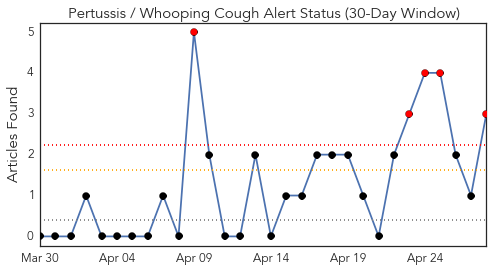 Pertussis / Whooping Cough Alert Status (30-Day Window)
Articles Found
5
4
3
2
1
0
Mar 30 Apr 04 Apr 09 Apr 14 Apr 19 Apr 24